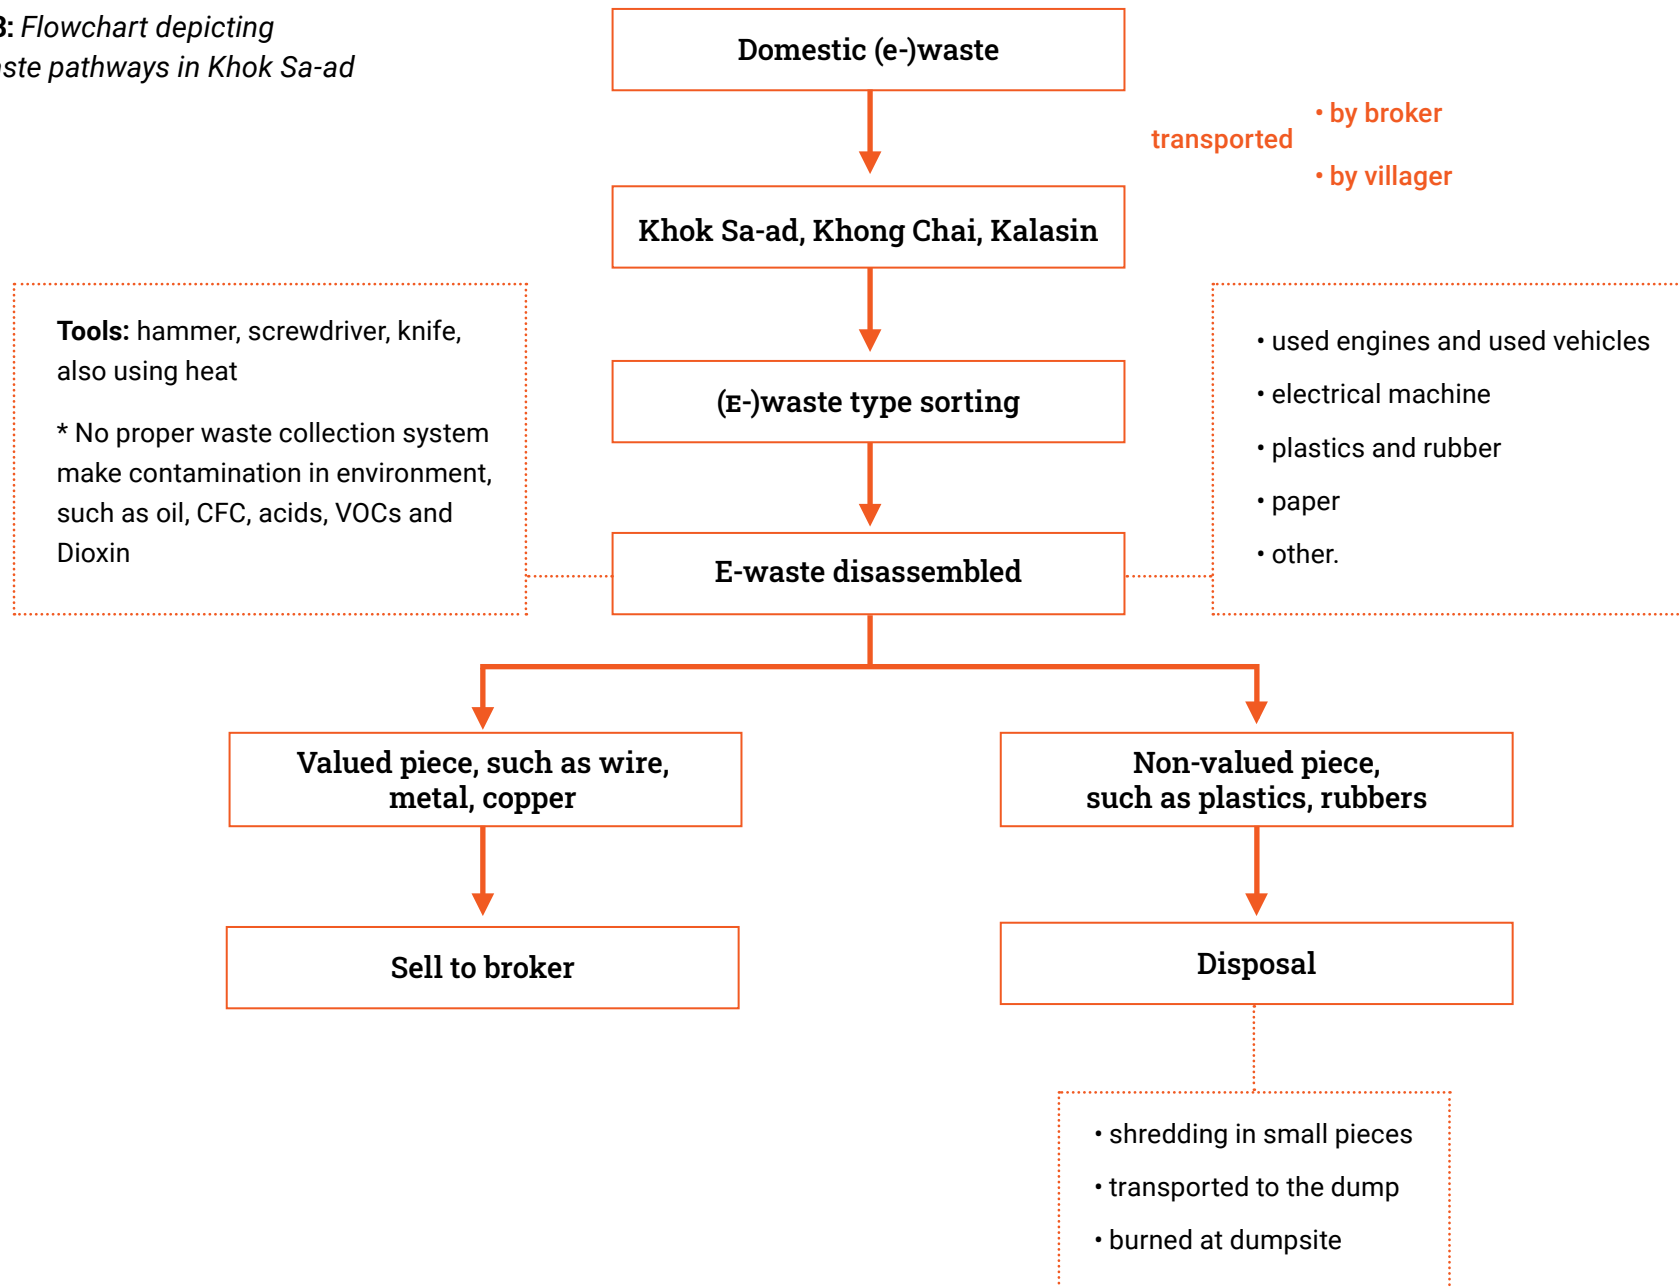 3: Flowchart depicting
aste pathways in Khok Sa-ad
Domestic (e-)waste
transported
• by broker
• by villager
Khok Sa-ad, Khong Chai, Kalasin
Tools: hammer, screwdriver, knife,
also using heat
* No proper waste collection system
make contamination in environment,
such as oil, CFC, acids, VOCs and
Dioxin
(E-)waste type sorting
• used engines and used vehicles
• electrical machine
• plastics and rubber
• paper
• other.
E-waste disassembled
Valued piece, such as wire,
metal, copper
Non-valued piece,
such as plastics, rubbers
Sell to broker
Disposal
• shredding in small pieces
• transported to the dump
• burned at dumpsite